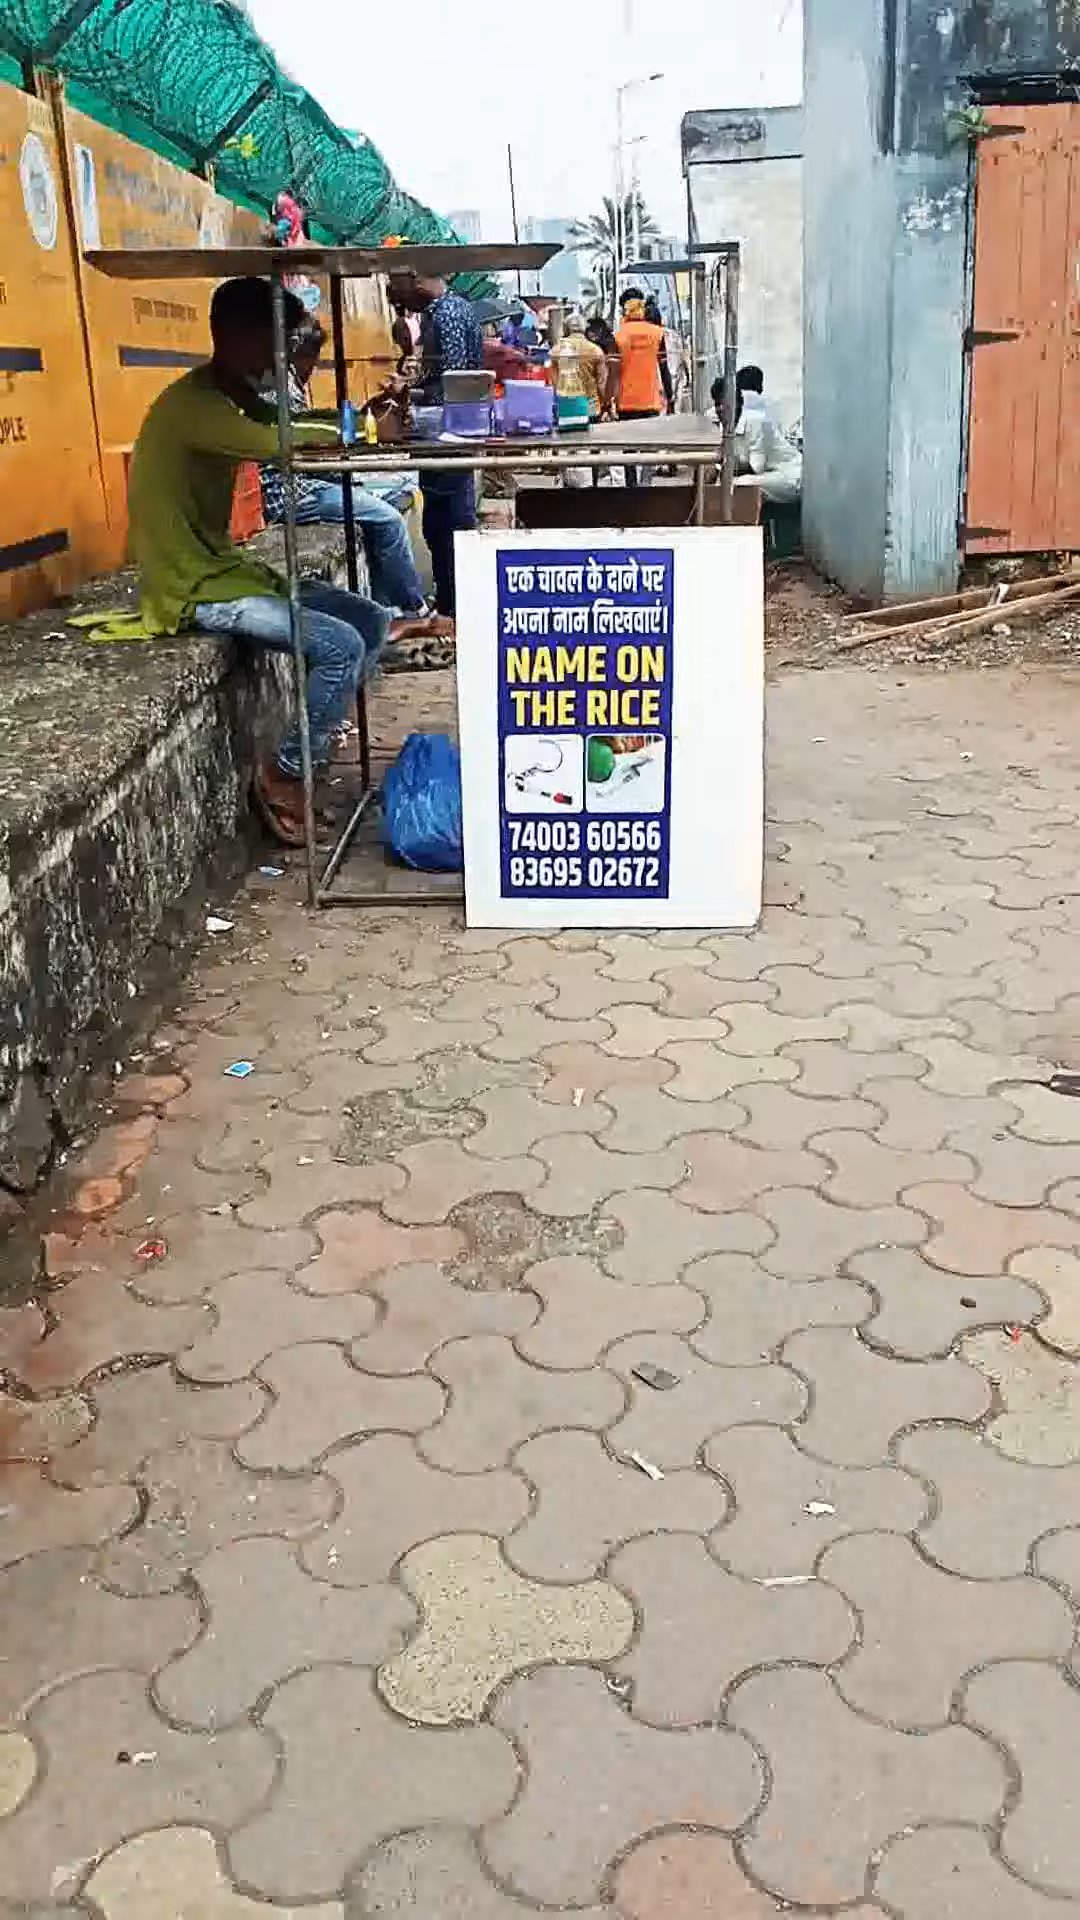 एक चावल के दाने पर
अपना नाम लिखवाएं।
NAME ON
THE RICE
74003 60566
83695 02672